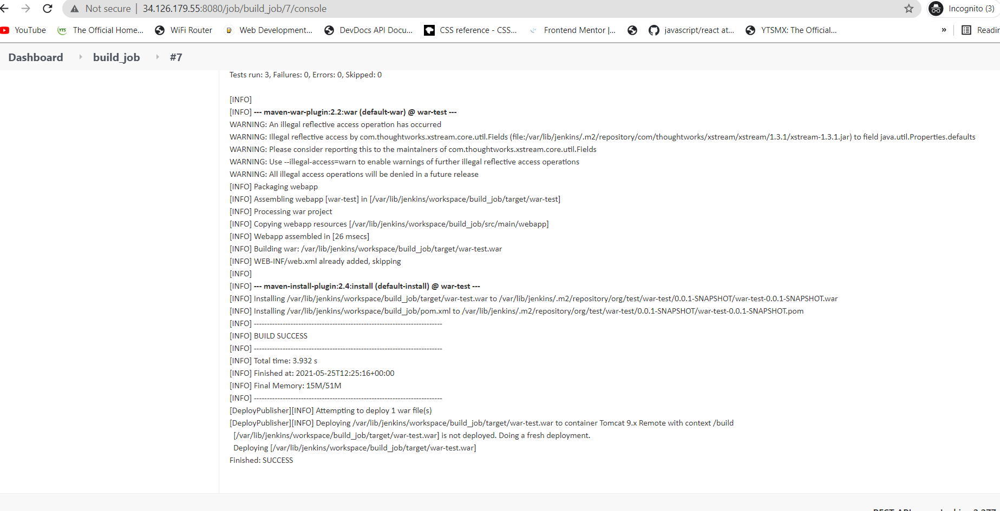 Not secure | 34.126.179.55:8080/job/build_job/7/console Incognito (3)
YouTube YTS The Official Home... WiFi Router Web Development... DevDocs API Docu... CSS reference - CSS... Frontend Mentor |... javascript/react at... YTSMX: The Official... »
Dashboard build_job #7
Tests run: 3, Failures: 0, Errors: 0, Skipped: 0
[INFO]
[INFO] --- maven-war-plugin:2.2:war (default-war) @ war-test ---
WARNING: An illegal reflective access operation has occurred
WARNING: Illegal reflective access by com.thoughtworks.xstream.core.util.Fields (file:/var/lib/jenkins/.m2/repository/com/thoughtworks/xstream/xstream/1.3.1/xstream-1.3.1.jar) to field java.util.Properties.defaults
WARNING: Please consider reporting this to the maintainers of com.thoughtworks.xstream.core.util.Fields
WARNING: Use --illegal-access=warn to enable warnings of further illegal reflective access operations
WARNING: All illegal access operations will be denied in a future release
[INFO] Packaging webapp
[INFO] Assembling webapp [war-test] in [/var/lib/jenkins/workspace/build_job/target/war-test]
[INFO] Processing war project
[INFO] Copying webapp resources [/var/lib/jenkins/workspace/build_job/src/main/webapp]
[INFO] Webapp assembled in [26 msecs]
[INFO] Building war: /var/lib/jenkins/workspace/build_job/target/war-test.war
[INFO] WEB-INF/web.xml already added, skipping
[INFO]
[INFO] --- maven-install-plugin:2.4:install (default-install) @ war-test ---
[INFO] Installing /var/lib/jenkins/workspace/build_job/target/war-test.war to /var/lib/jenkins/.m2/repository/org/test/war-test/0.0.1-SNAPSHOT/war-test-0.0.1-SNAPSHOT.war
[INFO] Installing /var/lib/jenkins/workspace/build_job/pom.xml to /var/lib/jenkins/.m2/repository/org/test/war-test/0.0.1-SNAPSHOT/war-test-0.0.1-SNAPSHOT.pom
[INFO] ------------------------------------------------------------------------
[INFO] BUILD SUCCESS
[INFO] ------------------------------------------------------------------------
[INFO] Total time: 3.932 s
[INFO] Finished at: 2021-05-25T12:25:16+00:00
[INFO] Final Memory: 15M/51M
[INFO] ------------------------------------------------------------------------
[DeployPublisher][INFO] Attempting to deploy 1 war file(s)
[DeployPublisher][INFO] Deploying /var/lib/jenkins/workspace/build_job/target/war-test.war to container Tomcat 9.x Remote with context /build
[/var/lib/jenkins/workspace/build_job/target/war-test.war] is not deployed. Doing a fresh deployment.
Deploying [/var/lib/jenkins/workspace/build_job/target/war-test.war]
Finished: SUCCESS